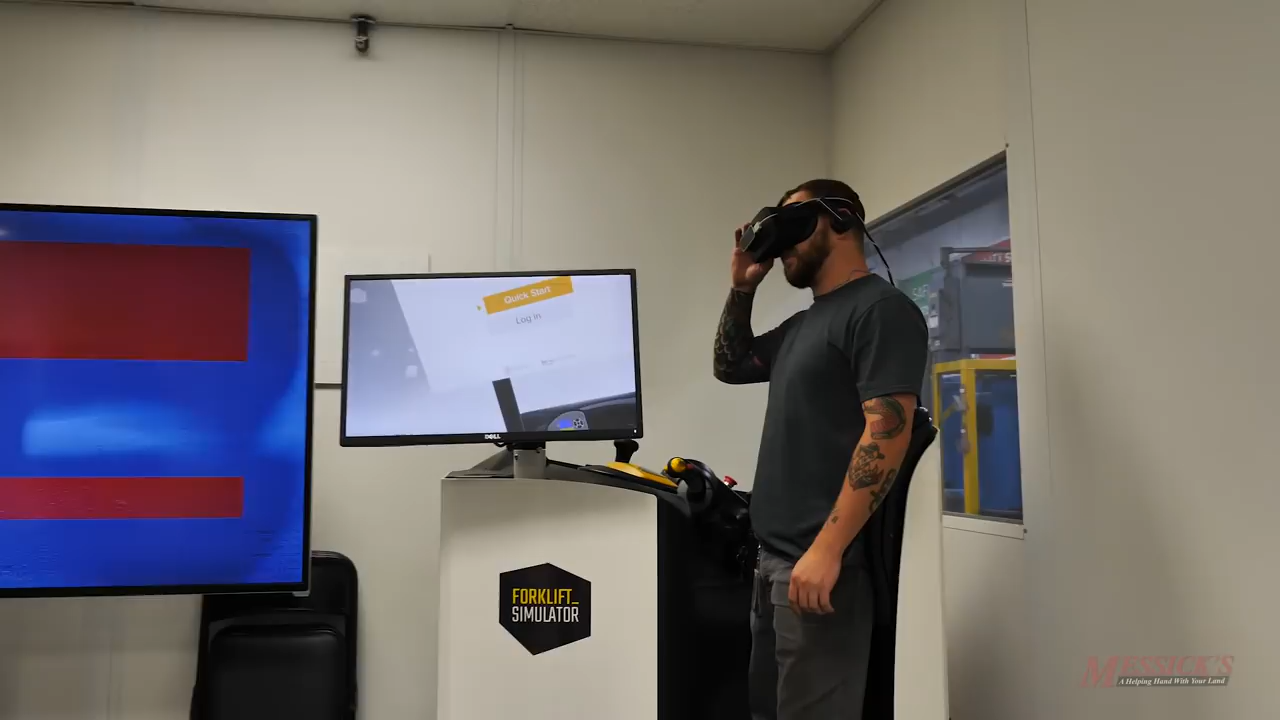 Quick Start
Log In
DELL
FORKLIFT_
SIMULATOR
MESSICK'S
A Helping Hand With Your Land